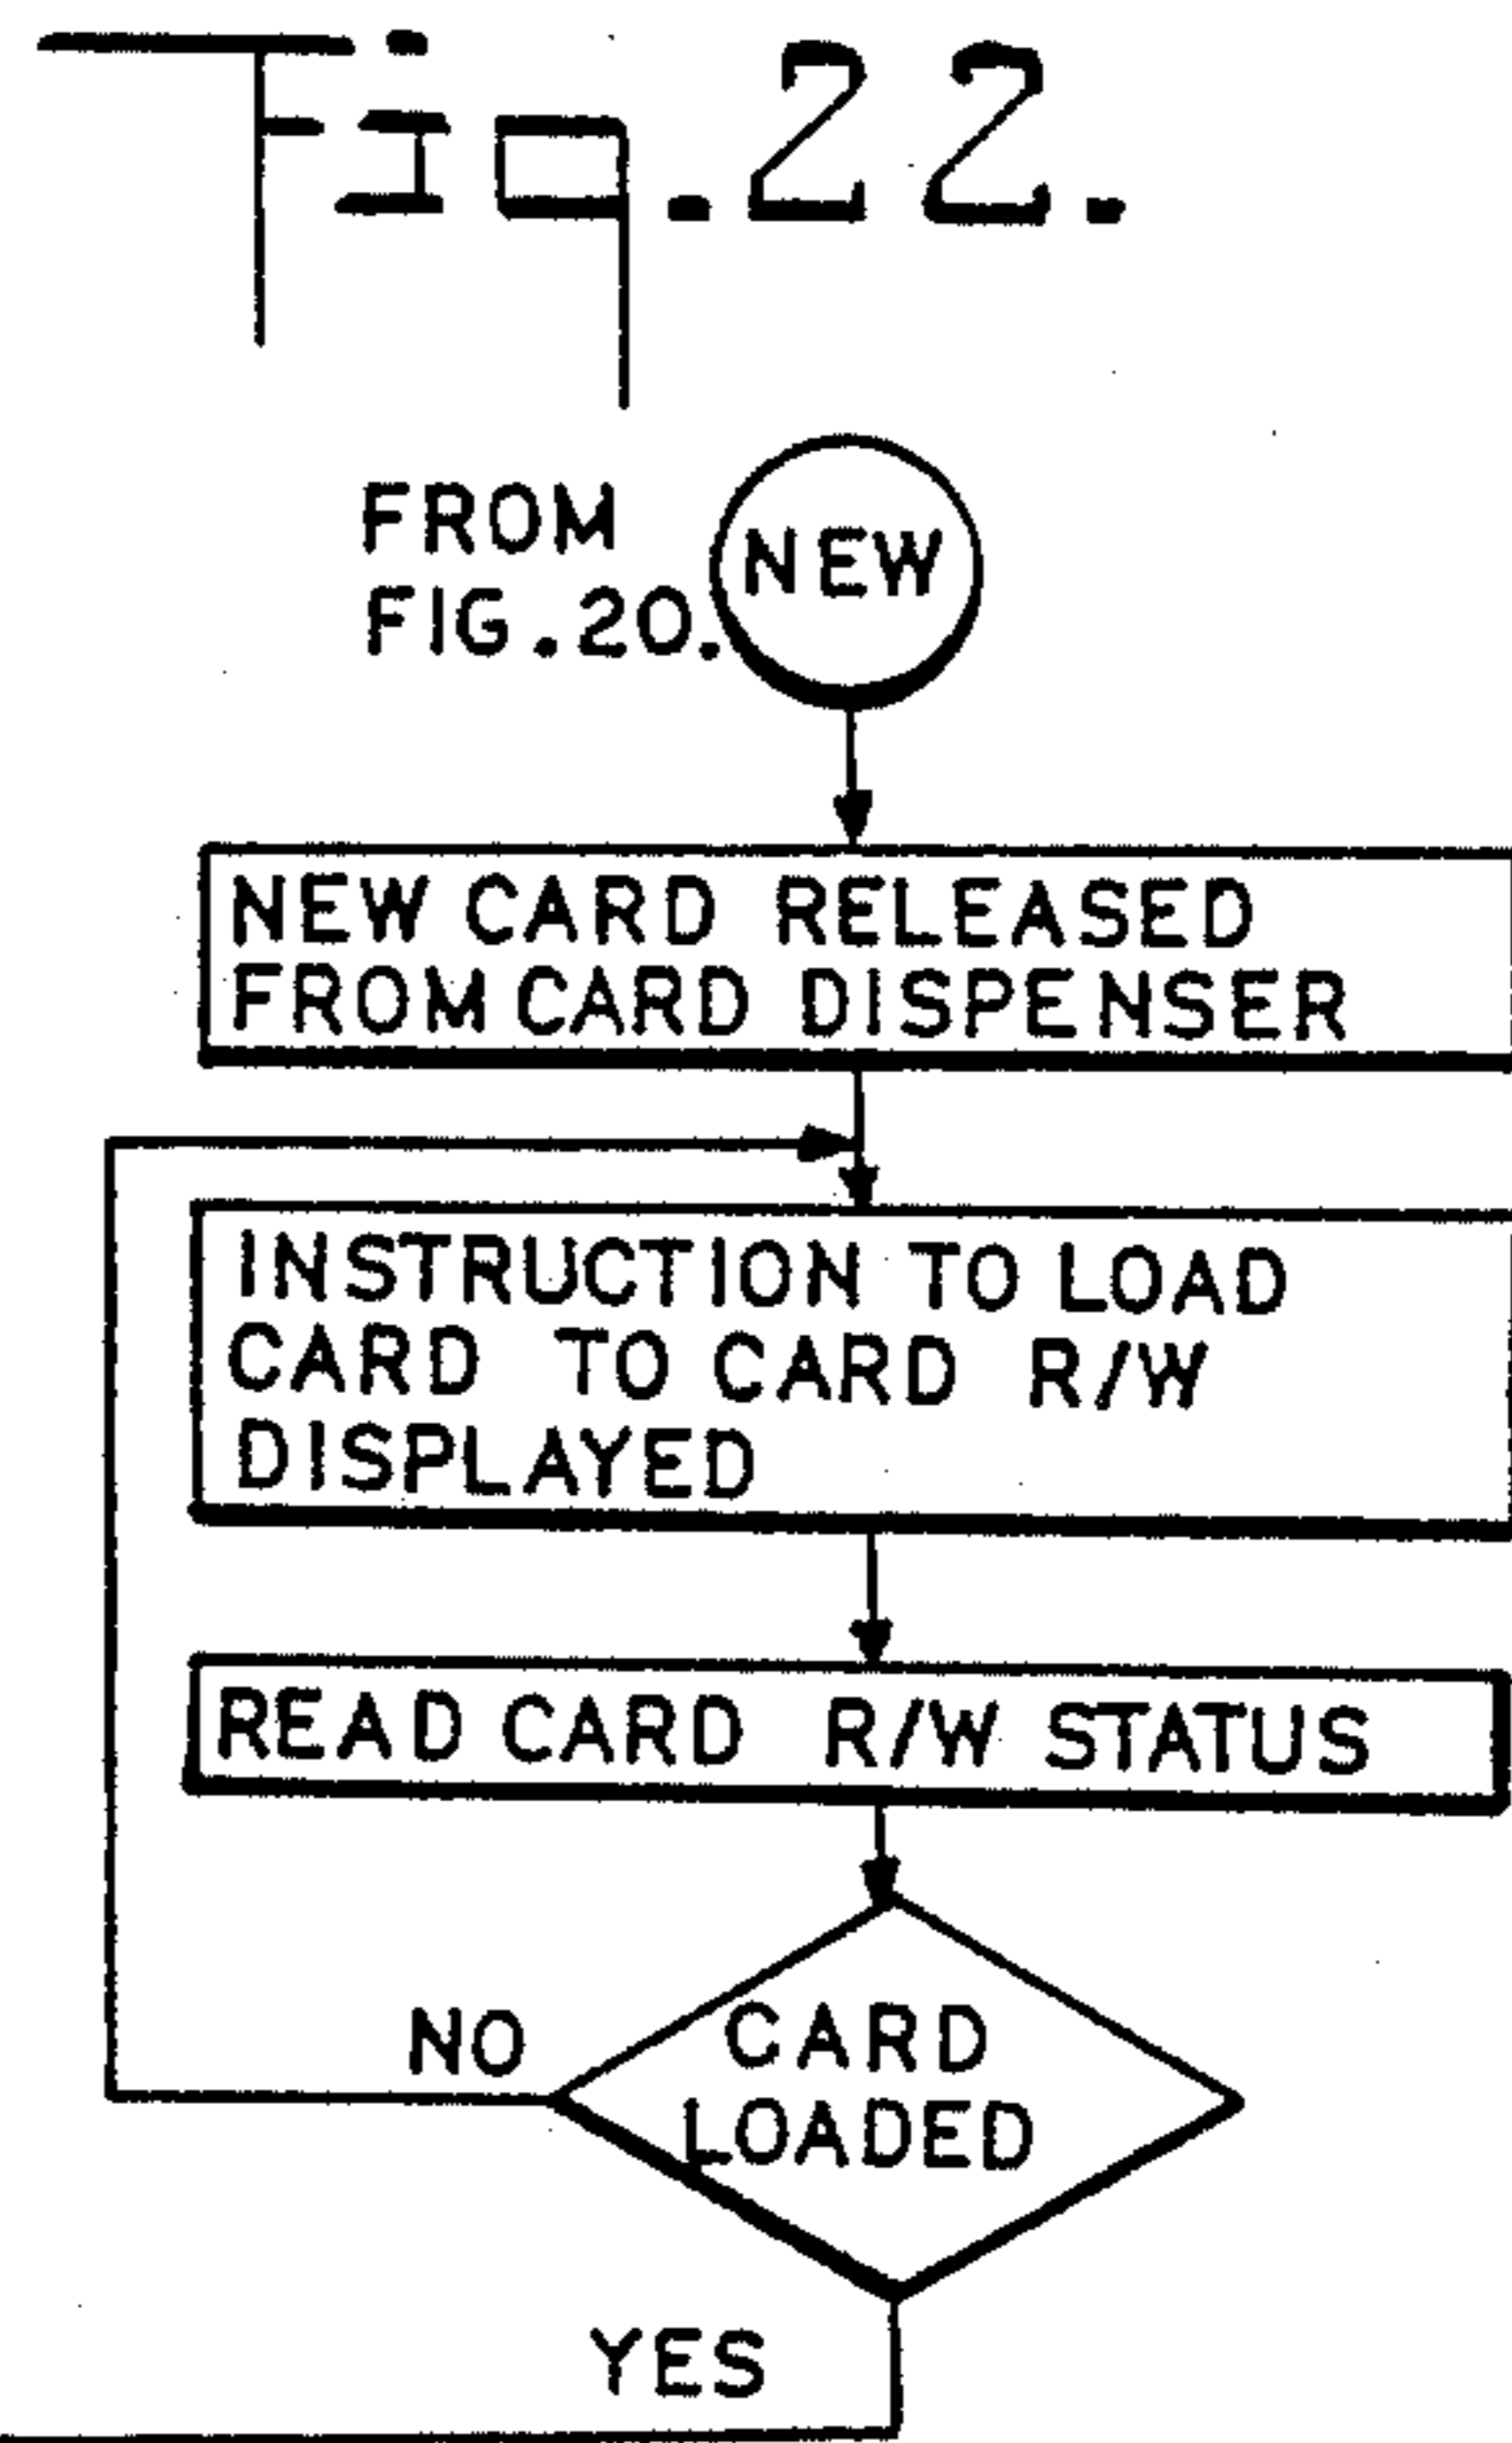 Fig.22.
FROM
FIG.20.
NEW
NEW CARD RELEASED
FROM CARD DISPENSER
INSTRUCTION TO LOAD
CARD TO CARD R/W
DISPLAYED
READ CARD R/W STATUS
CARD
LOADED
NO
YES